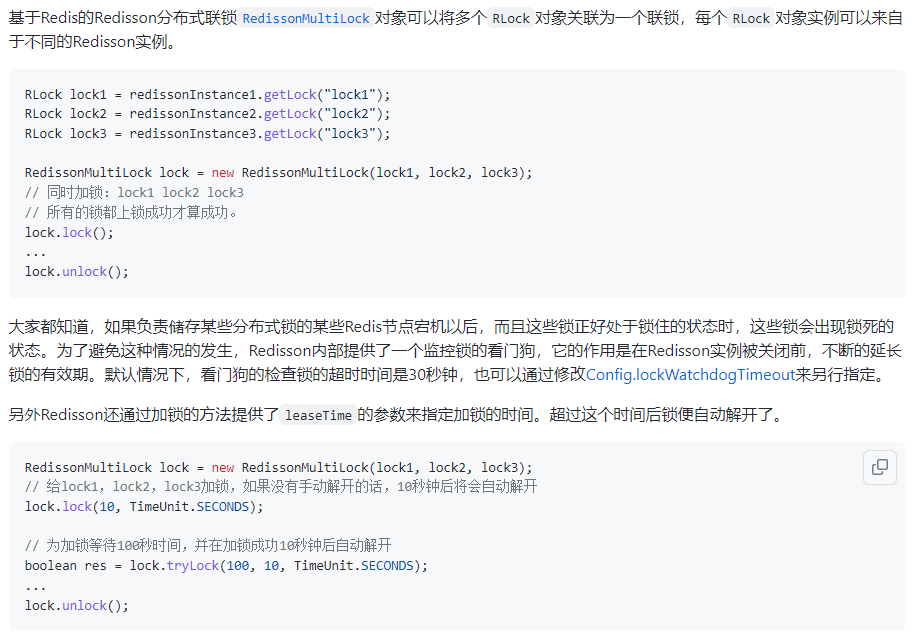 基于Redis的Redisson分布式联锁 RedissonMultiLock 对象可以将多个 RLock 对象关联为一个联锁，每个 RLock 对象实例可以来自
于不同的Redisson实例。
RLock lock1 = redissonInstance1.getLock("lock1");
RLock lock2 = redissonInstance2.getLock("lock2");
RLock lock3 = redissonInstance3.getLock("lock3");
RedissonMultiLock lock = new RedissonMultiLock(lock1, lock2, lock3);
// 同时加锁：lock1 lock2 lock3
// 所有的锁都上锁成功才算成功。
lock.lock();
...
lock.unlock();
大家都知道，如果负责储存某些分布式锁的某些Redis节点宕机以后，而且这些锁正好处于锁住的状态时，这些锁会出现锁死的
状态。为了避免这种情况的发生，Redisson内部提供了一个监控锁的看门狗，它的作用是在Redisson实例被关闭前，不断的延长
锁的有效期。默认情况下，看门狗的检查锁的超时时间是30秒钟，也可以通过修改Config.lockWatchdogTimeout来另行指定。
另外Redisson还通过加锁的方法提供了 leaseTime 的参数来指定加锁的时间。超过这个时间后锁便自动解开了。
RedissonMultiLock lock = new RedissonMultiLock(lock1, lock2, lock3);
// 给lock1，lock2，lock3加锁，如果没有手动解开的话，10秒钟后将会自动解开
lock.lock(10, TimeUnit.SECONDS);
// 为加锁等待100秒时间，并在加锁成功10秒钟后自动解开
boolean res = lock.tryLock(100, 10, TimeUnit.SECONDS);
...
lock.unlock();